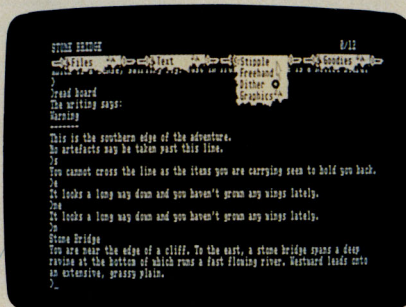 STONE BRIDGE 8/12
Files Text Stipple Goodies
Freehand
Dither
Graphics
)
)read board
The writing says:
Warning
-------
This is the southern edge of the adventure.
No artefacts may be taken past this line.
)s
You cannot cross the line as the items you are carrying seem to hold you back.
)e
It looks a long way down and you haven't grown any wings lately.
)ne
It looks a long way down and you haven't grown any wings lately.
)n
Stone Bridge
You are near the edge of a cliff. To the east, a stone bridge spans a deep
ravine at the bottom of which runs a fast flowing river. Westward leads onto
an extensive, grassy plain.
)_